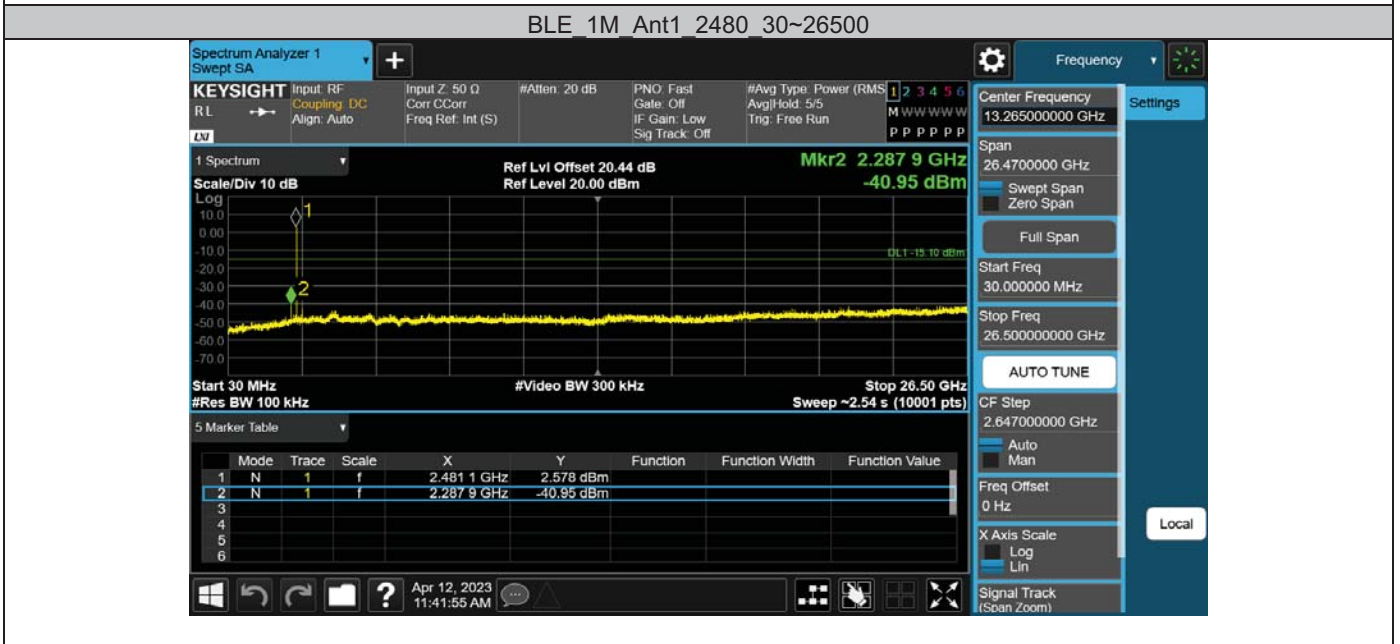 BLE_1M_Ant1_2480_30~26500
Spectrum Analyzer 1
Swept SA
+
Frequency
KEYSIGHT
RL
LXI
Input: RF
Coupling: DC
Align: Auto
Input Z: 50 Ω
Corr CCorr
Freq Ref: Int (S)
#Atten: 20 dB
PNO: Fast
Gate: Off
IF Gain: Low
Sig Track: Off
#Avg Type: Power (RMS
Avg|Hold: 5/5
Trig: Free Run
1 2 3 4 5 6
M W W W W W
P P P P P P
1 Spectrum
Scale/Div 10 dB
Ref Lvl Offset 20.44 dB
Ref Level 20.00 dBm
Mkr2 2.287 9 GHz
-40.95 dBm
Log
10.0
0.00
-10.0
-20.0
-30.0
-40.0
-50.0
-60.0
-70.0
1
2
DL1 -15.10 dBm
Start 30 MHz
#Video BW 300 kHz
Stop 26.50 GHz
#Res BW 100 kHz
Sweep ~2.54 s (10001 pts)
5 Marker Table
Mode Trace Scale X Y Function Function Width Function Value
1 N 1 f 2.481 1 GHz 2.578 dBm
2 N 1 f 2.287 9 GHz -40.95 dBm
3
4
5
6
?
Apr 12, 2023
11:41:55 AM
Center Frequency
13.265000000 GHz
Settings
Span
26.4700000 GHz
Swept Span
Zero Span
Full Span
Start Freq
30.000000 MHz
Stop Freq
26.500000000 GHz
AUTO TUNE
CF Step
2.647000000 GHz
Auto
Man
Freq Offset
0 Hz
Local
X Axis Scale
Log
Lin
Signal Track
(Span Zoom)